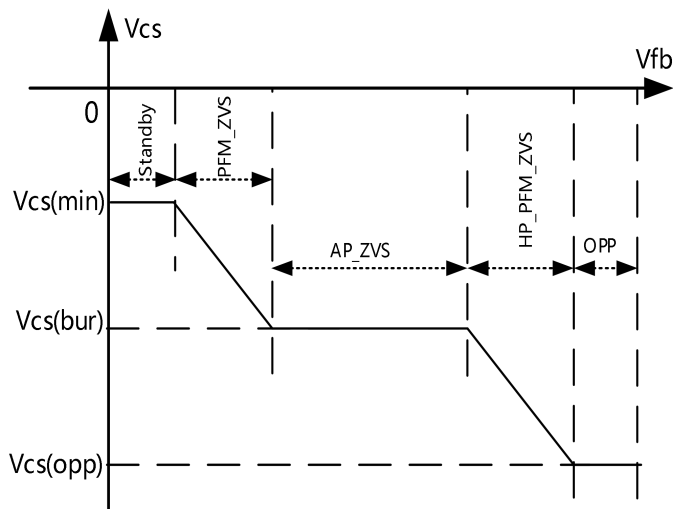 Vcs
Vfb
0
Standby
PFM_ZVS
HP_PFM_ZVS
Vcs(min)
AP_ZVS
OPP
Vcs(bur)
Vcs(opp)